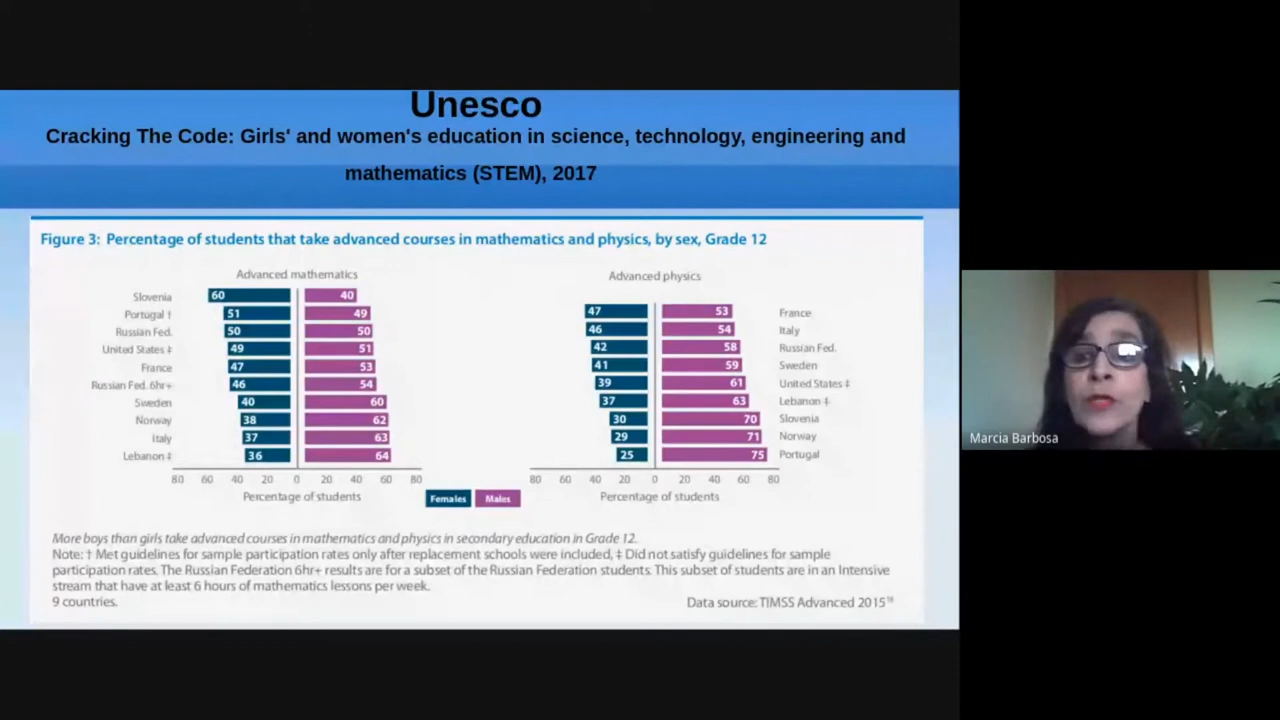 Unesco
Cracking The Code: Girls' and women's education in science, technology, engineering and
mathematics (STEM), 2017
Figure 3: Percentage of students that take advanced courses in mathematics and physics, by sex, Grade 12
Advanced mathematics
Slovenia 60 40
Portugal † 51 49
Russian Fed. 50 50
United States ‡ 49 51
France 47 53
Russian Fed. 6hr+ 46 54
Sweden 40 60
Norway 38 62
Italy 37 63
Lebanon ‡ 36 64
80 60 40 20 0 20 40 60 80
Percentage of students
Females Males
Advanced physics
47 53 France
46 54 Italy
42 58 Russian Fed.
41 59 Sweden
39 61 United States ‡
37 63 Lebanon ‡
30 70 Slovenia
29 71 Norway
25 75 Portugal
80 60 40 20 0 20 40 60 80
Percentage of students
More boys than girls take advanced courses in mathematics and physics in secondary education in Grade 12.
Note: † Met guidelines for sample participation rates only after replacement schools were included, ‡ Did not satisfy guidelines for sample
participation rates. The Russian Federation 6hr+ results are for a subset of the Russian Federation students. This subset of students are in an Intensive
stream that have at least 6 hours of mathematics lessons per week.
9 countries.
Data source: TIMSS Advanced 2015
Marcia Barbosa